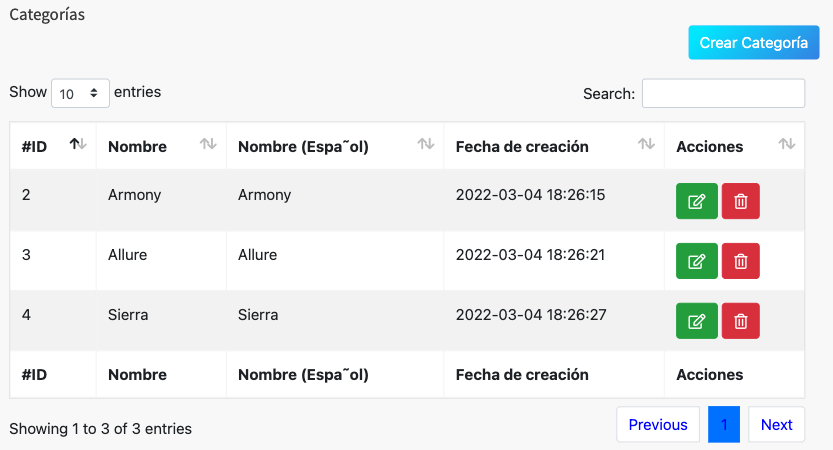 Categorías
Crear Categoría
Show 10 entries
Search:
#ID Nombre Nombre (Espa˜ol) Fecha de creación Acciones
2 Armony Armony 2022-03-04 18:26:15
3 Allure Allure 2022-03-04 18:26:21
4 Sierra Sierra 2022-03-04 18:26:27
#ID Nombre Nombre (Espa˜ol) Fecha de creación Acciones
Showing 1 to 3 of 3 entries
Previous 1 Next